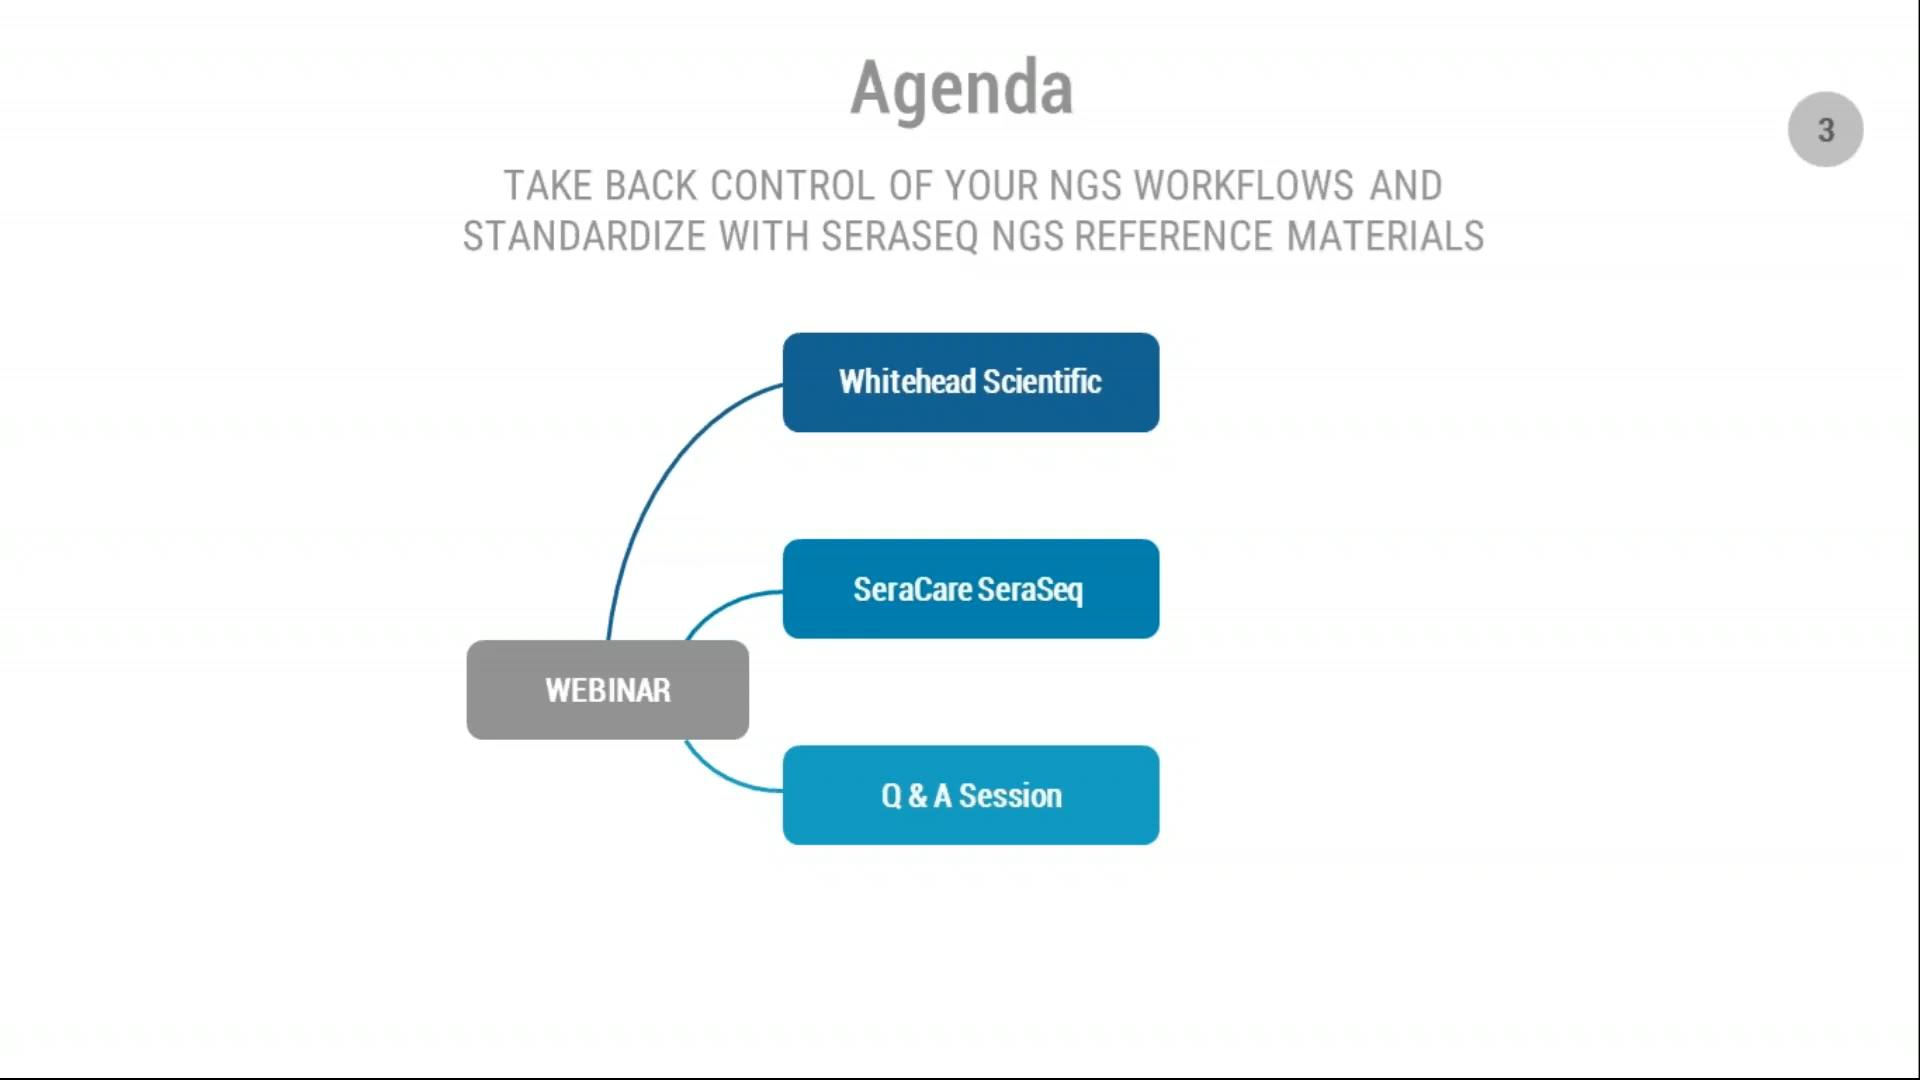 Agenda
3
TAKE BACK CONTROL OF YOUR NGS WORKFLOWS AND
STANDARDIZE WITH SERASEQ NGS REFERENCE MATERIALS
Whitehead Scientific
SeraCare SeraSeq
WEBINAR
Q & A Session